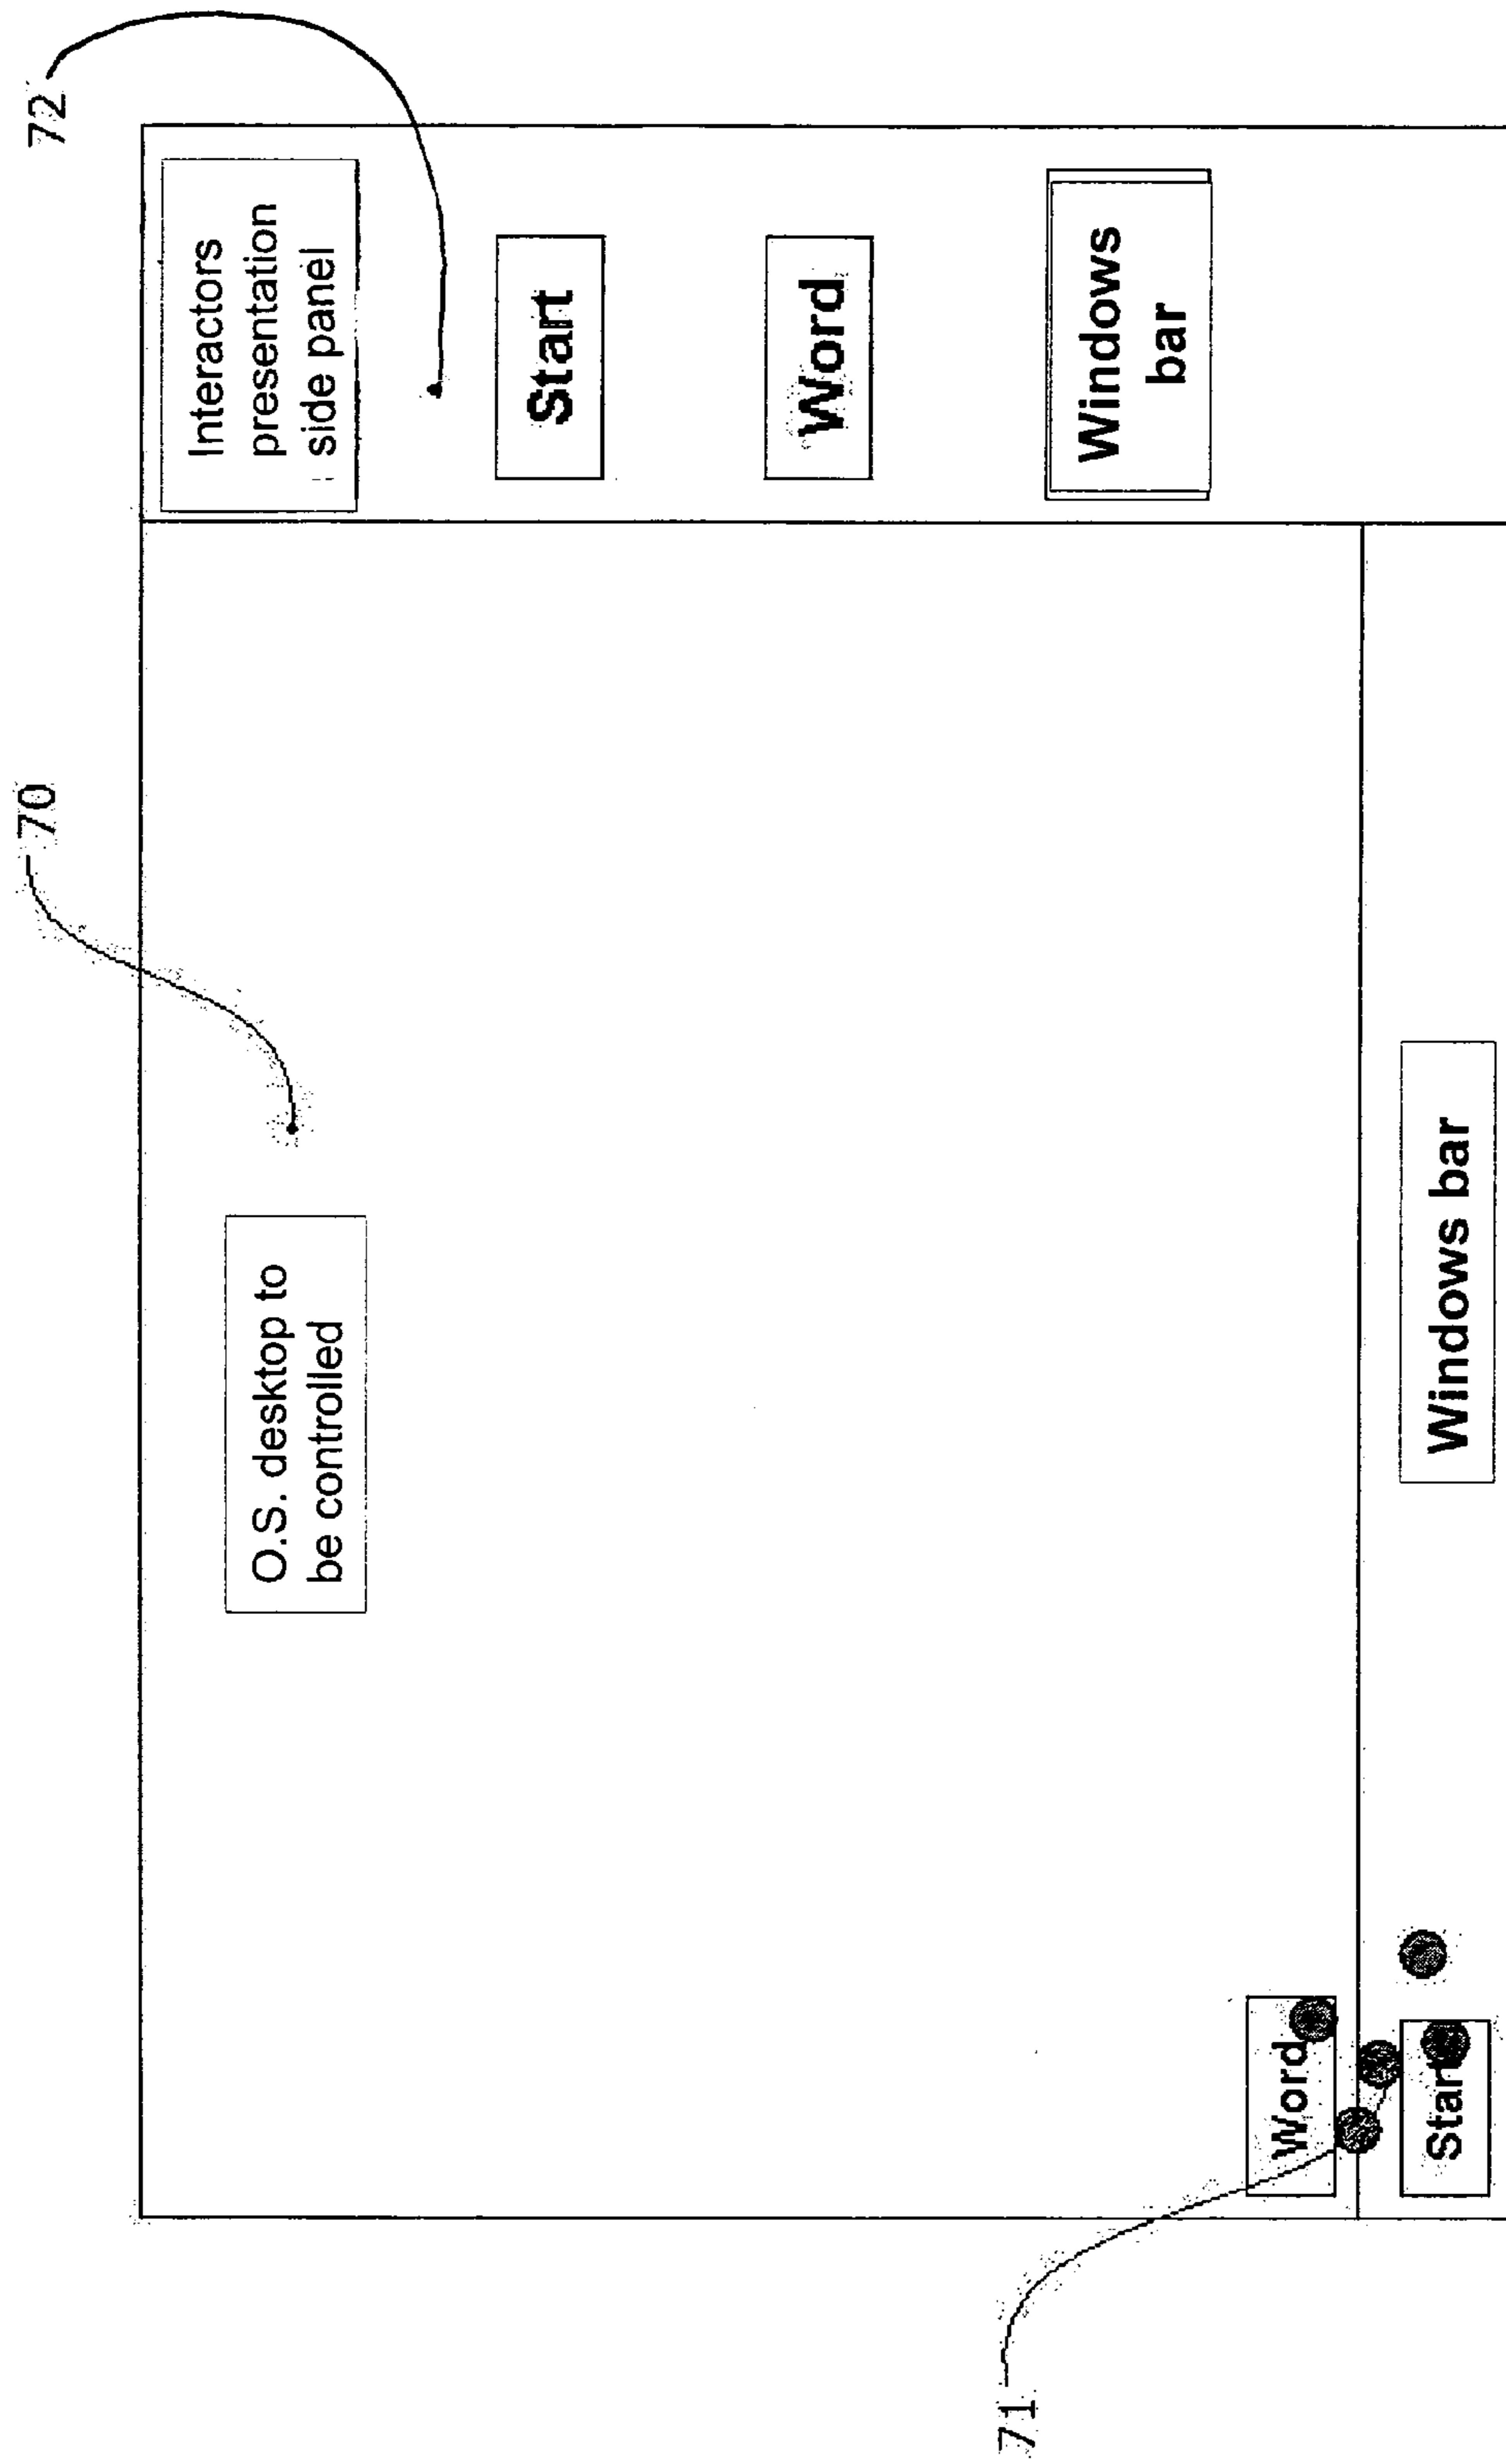 70
72
O.S. desktop to
be controlled
Interactors
presentation
side panel
Start
Word
Windows
bar
71
Word
Start
Windows bar